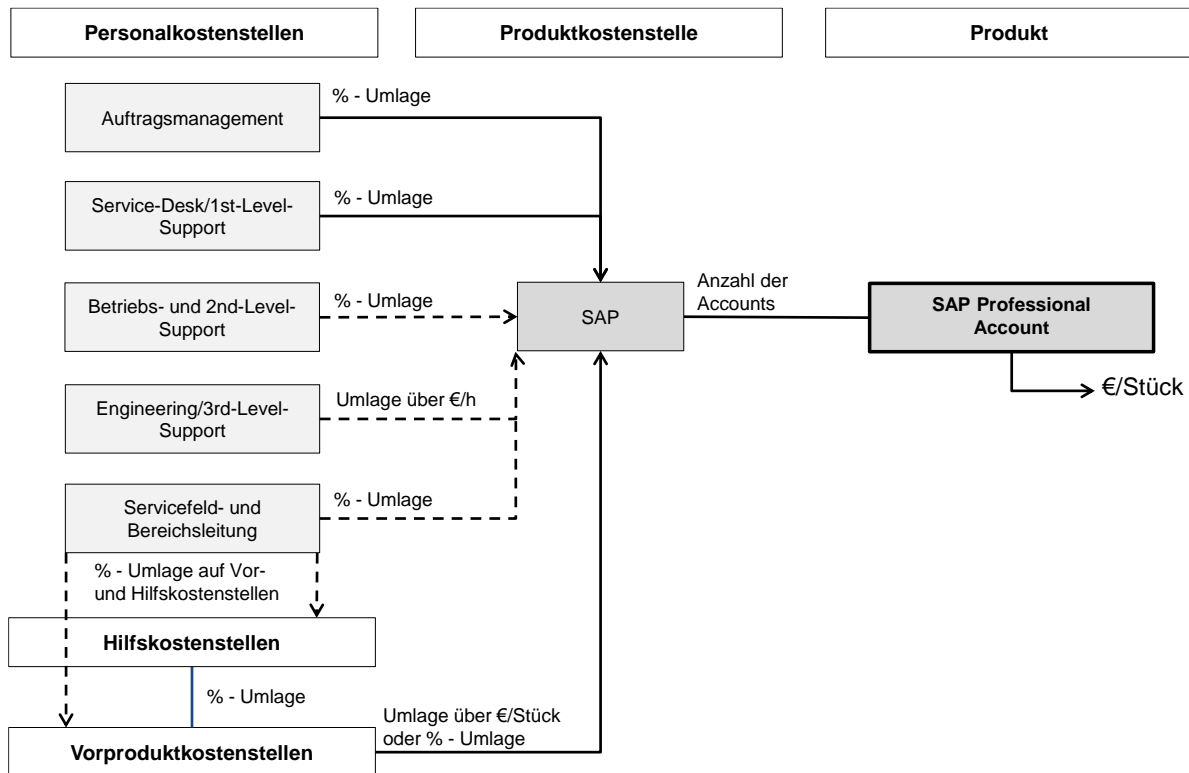 Personalkostenstellen
Produktkostenstelle
Produkt
Auftragsmanagement
% - Umlage
Service-Desk/1st-Level-
Support
% - Umlage
Betriebs- und 2nd-Level-
Support
% - Umlage
SAP
Anzahl der
Accounts
SAP Professional
Account
€/Stück
Engineering/3rd-Level-
Support
Umlage über €/h
Servicefeld- und
Bereichsleitung
% - Umlage
% - Umlage auf Vor-
und Hilfskostenstellen
Hilfskostenstellen
% - Umlage
Vorproduktkostenstellen
Umlage über €/Stück
oder % - Umlage